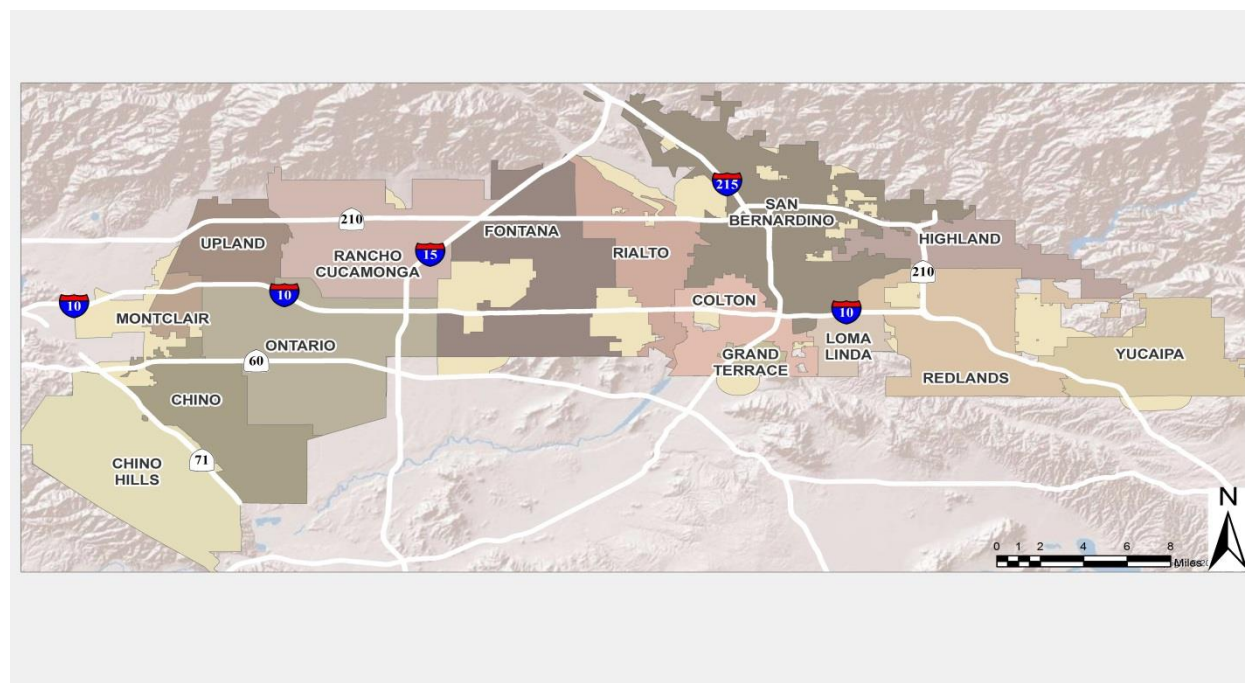 215
SAN
BERNARDINO
210
UPLAND
FONTANA
HIGHLAND
RANCHO
CUCAMONGA
15
RIALTO
210
10
10
MONTCLAIR
COLTON
10
ONTARIO
LOMA
LINDA
60
GRAND
TERRACE
YUCAIPA
REDLANDS
CHINO
71
CHINO
HILLS
N
0 1 2 4 6 8
Miles